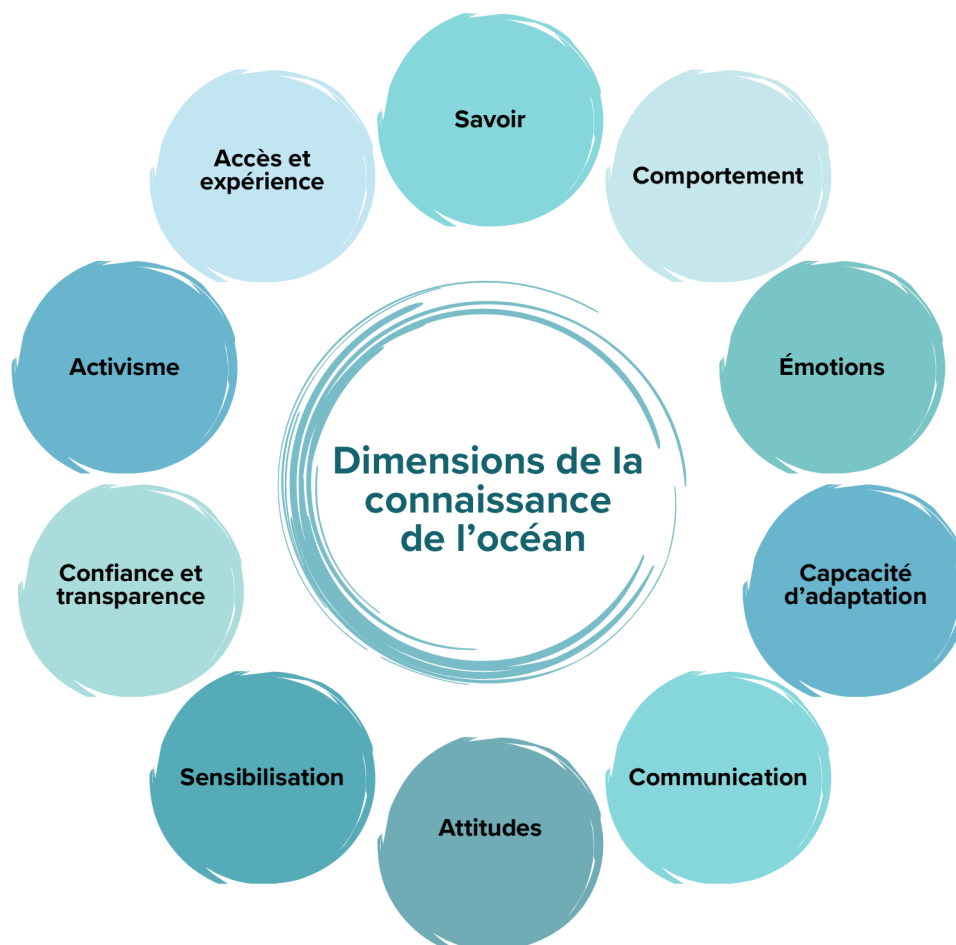 Savoir
Comportement
Émotions
Capcacité
d'adaptation
Communication
Attitudes
Sensibilisation
Confiance et
transparence
Activisme
Accès et
expérience
Dimensions de la
connaissance
de l'océan